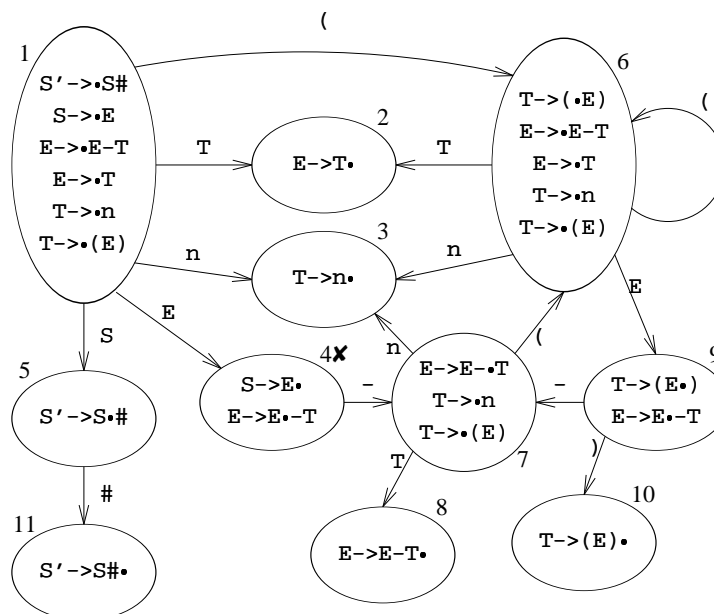 (
1
S'->•S#
S->•E
E->•E-T
E->•T
T->•n
T->•(E)
6
T->(•E)
E->•E-T
E->•T
T->•n
T->•(E)
(
2
E->T•
T
T
3
T->n•
n
n
E
S
E
5
S'->S•#
4✘
S->E•
E->E•-T
-
n
(
E->E-•T
T->•n
T->•(E)
7
-
9
T->(E•)
E->E•-T
#
T
)
11
S'->S#•
8
E->E-T•
10
T->(E)•